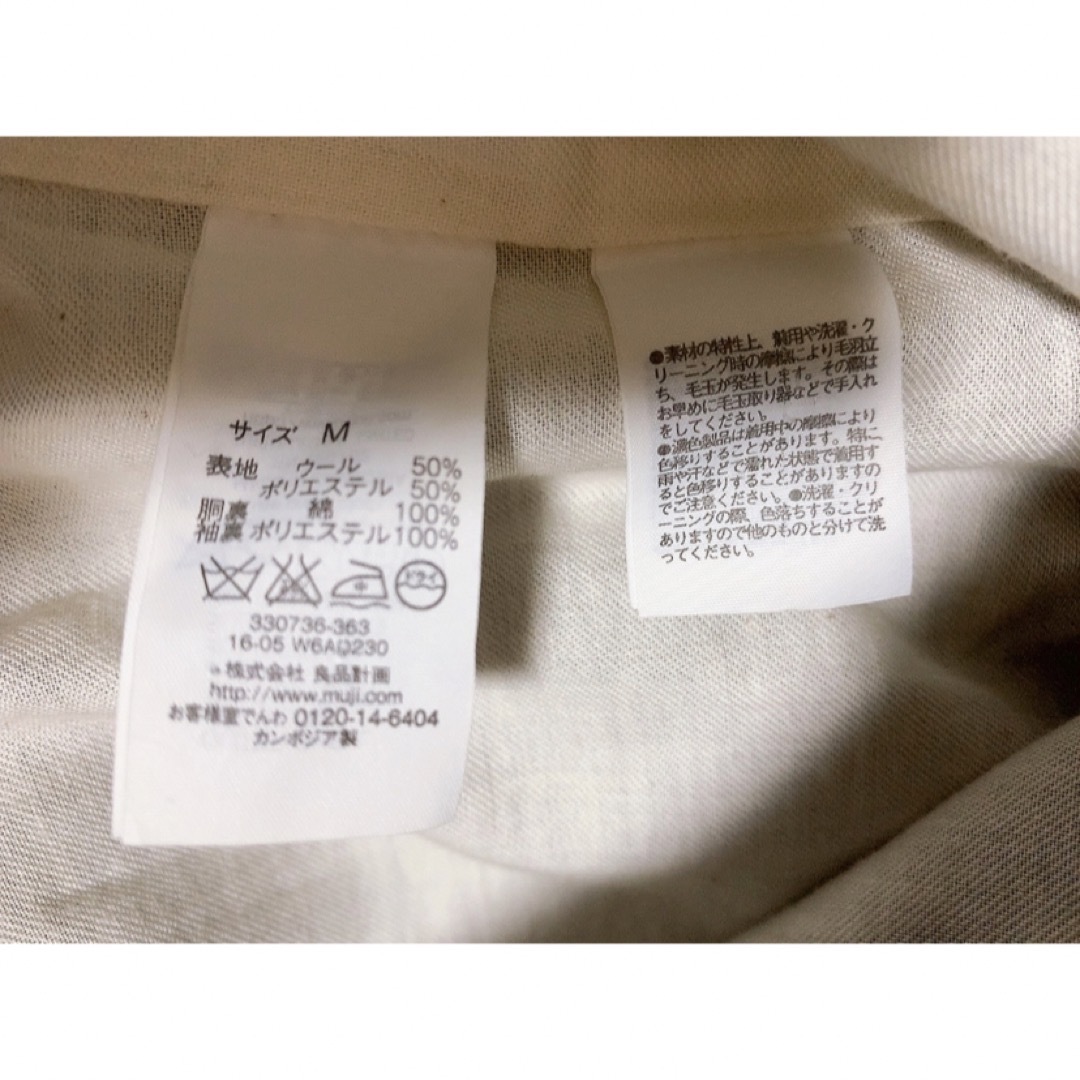 サイズ M
表地 ウール 50%
ポリエステル 50%
胴裏 綿 100%
袖裏 ポリエステル 100%
ドライ
330736-363
16-05 W6AD230
株式会社 良品計画
http://www.muji.com
お客様室でんわ 0120-14-6404
カンボジア製
●素材の特性上、着用や洗濯・ク
リーニング時の摩擦により毛羽立
ち、毛玉が発生します。その際は
お早めに毛玉取り器などで手入れ
をしてください。
●濃色製品は着用中の摩擦により
色移りすることがあります。特に
雨や汗などで濡れた状態で着用す
ると色移りすることがありますの
でご注意ください。●洗濯・クリ
ーニングの際、色落ちすることが
ありますので他のものと分けて洗
ってください。